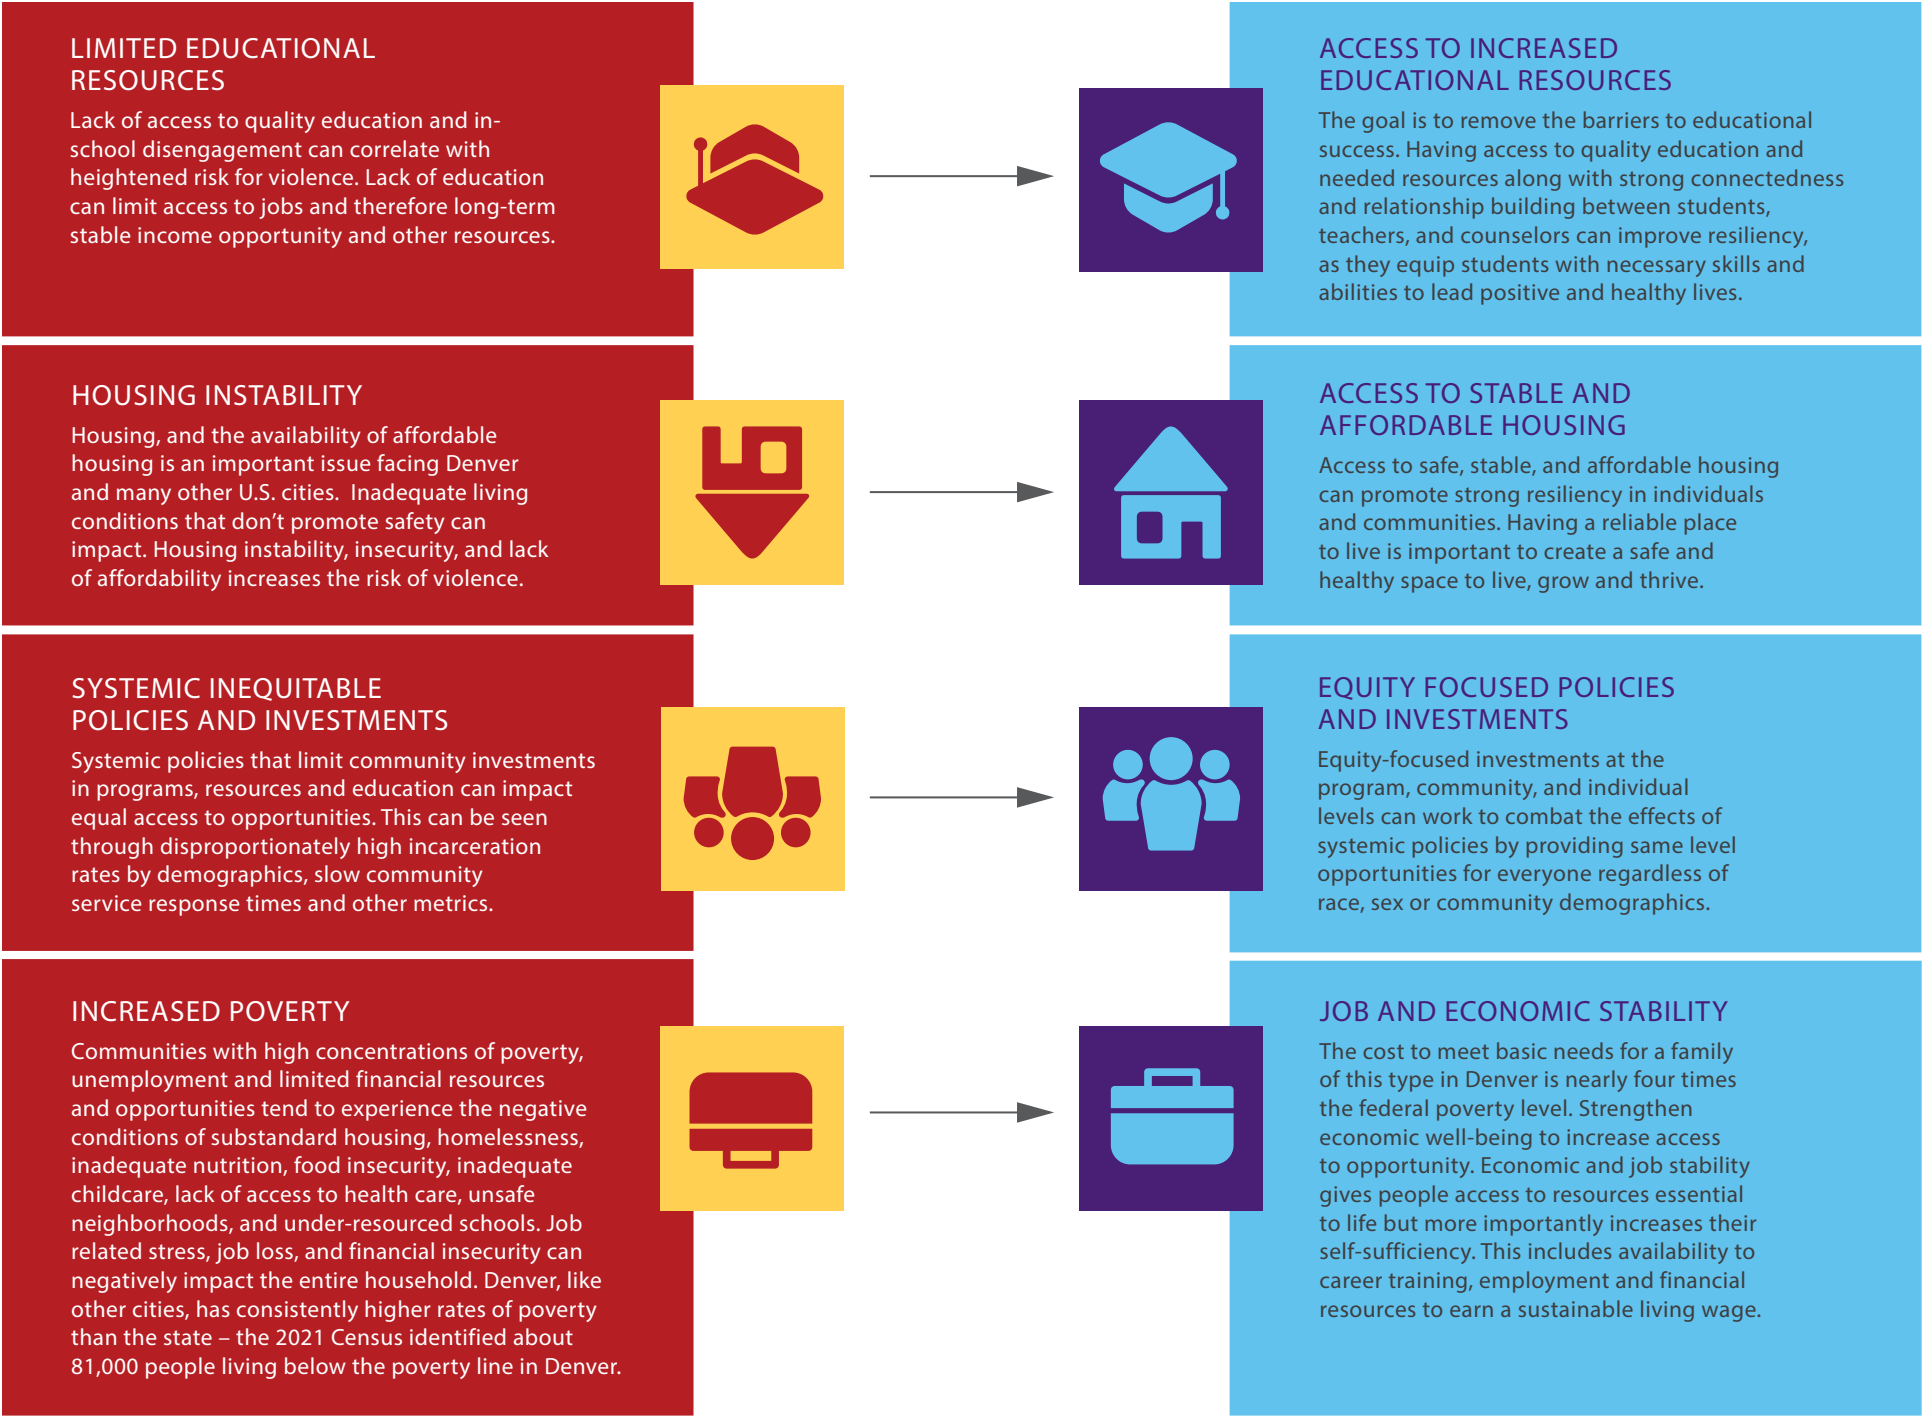 LIMITED EDUCATIONAL
RESOURCES
Lack of access to quality education and in-
school disengagement can correlate with
heightened risk for violence. Lack of education
can limit access to jobs and therefore long-term
stable income opportunity and other resources.
ACCESS TO INCREASED
EDUCATIONAL RESOURCES
The goal is to remove the barriers to educational
success. Having access to quality education and
needed resources along with strong connectedness
and relationship building between students,
teachers, and counselors can improve resiliency,
as they equip students with necessary skills and
abilities to lead positive and healthy lives.
HOUSING INSTABILITY
Housing, and the availability of affordable
housing is an important issue facing Denver
and many other U.S. cities.  Inadequate living
conditions that don’t promote safety can
impact. Housing instability, insecurity, and lack
of affordability increases the risk of violence.
ACCESS TO STABLE AND
AFFORDABLE HOUSING
Access to safe, stable, and affordable housing
can promote strong resiliency in individuals
and communities. Having a reliable place
to live is important to create a safe and
healthy space to live, grow and thrive.
SYSTEMIC INEQUITABLE
POLICIES AND INVESTMENTS
Systemic policies that limit community investments
in programs, resources and education can impact
equal access to opportunities. This can be seen
through disproportionately high incarceration
rates by demographics, slow community
service response times and other metrics.
EQUITY FOCUSED POLICIES
AND INVESTMENTS
Equity-focused investments at the
program, community, and individual
levels can work to combat the effects of
systemic policies by providing same level
opportunities for everyone regardless of
race, sex or community demographics.
INCREASED POVERTY
Communities with high concentrations of poverty,
unemployment and limited financial resources
and opportunities tend to experience the negative
conditions of substandard housing, homelessness,
inadequate nutrition, food insecurity, inadequate
childcare, lack of access to health care, unsafe
neighborhoods, and under-resourced schools. Job
related stress, job loss, and financial insecurity can
negatively impact the entire household. Denver, like
other cities, has consistently higher rates of poverty
than the state – the 2021 Census identified about
81,000 people living below the poverty line in Denver.
JOB AND ECONOMIC STABILITY
The cost to meet basic needs for a family
of this type in Denver is nearly four times
the federal poverty level. Strengthen
economic well-being to increase access
to opportunity. Economic and job stability
gives people access to resources essential
to life but more importantly increases their
self-sufficiency. This includes availability to
career training, employment and financial
resources to earn a sustainable living wage.